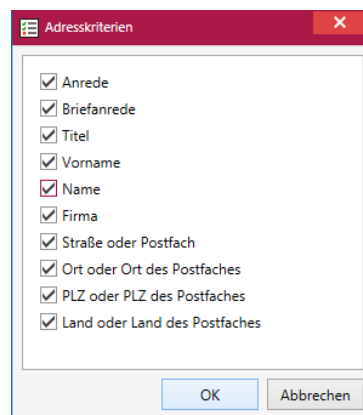 Adresskriterien
Anrede
Briefanrede
Titel
Vorname
Name
Firma
Straße oder Postfach
Ort oder Ort des Postfaches
PLZ oder PLZ des Postfaches
Land oder Land des Postfaches
OK Abbrechen